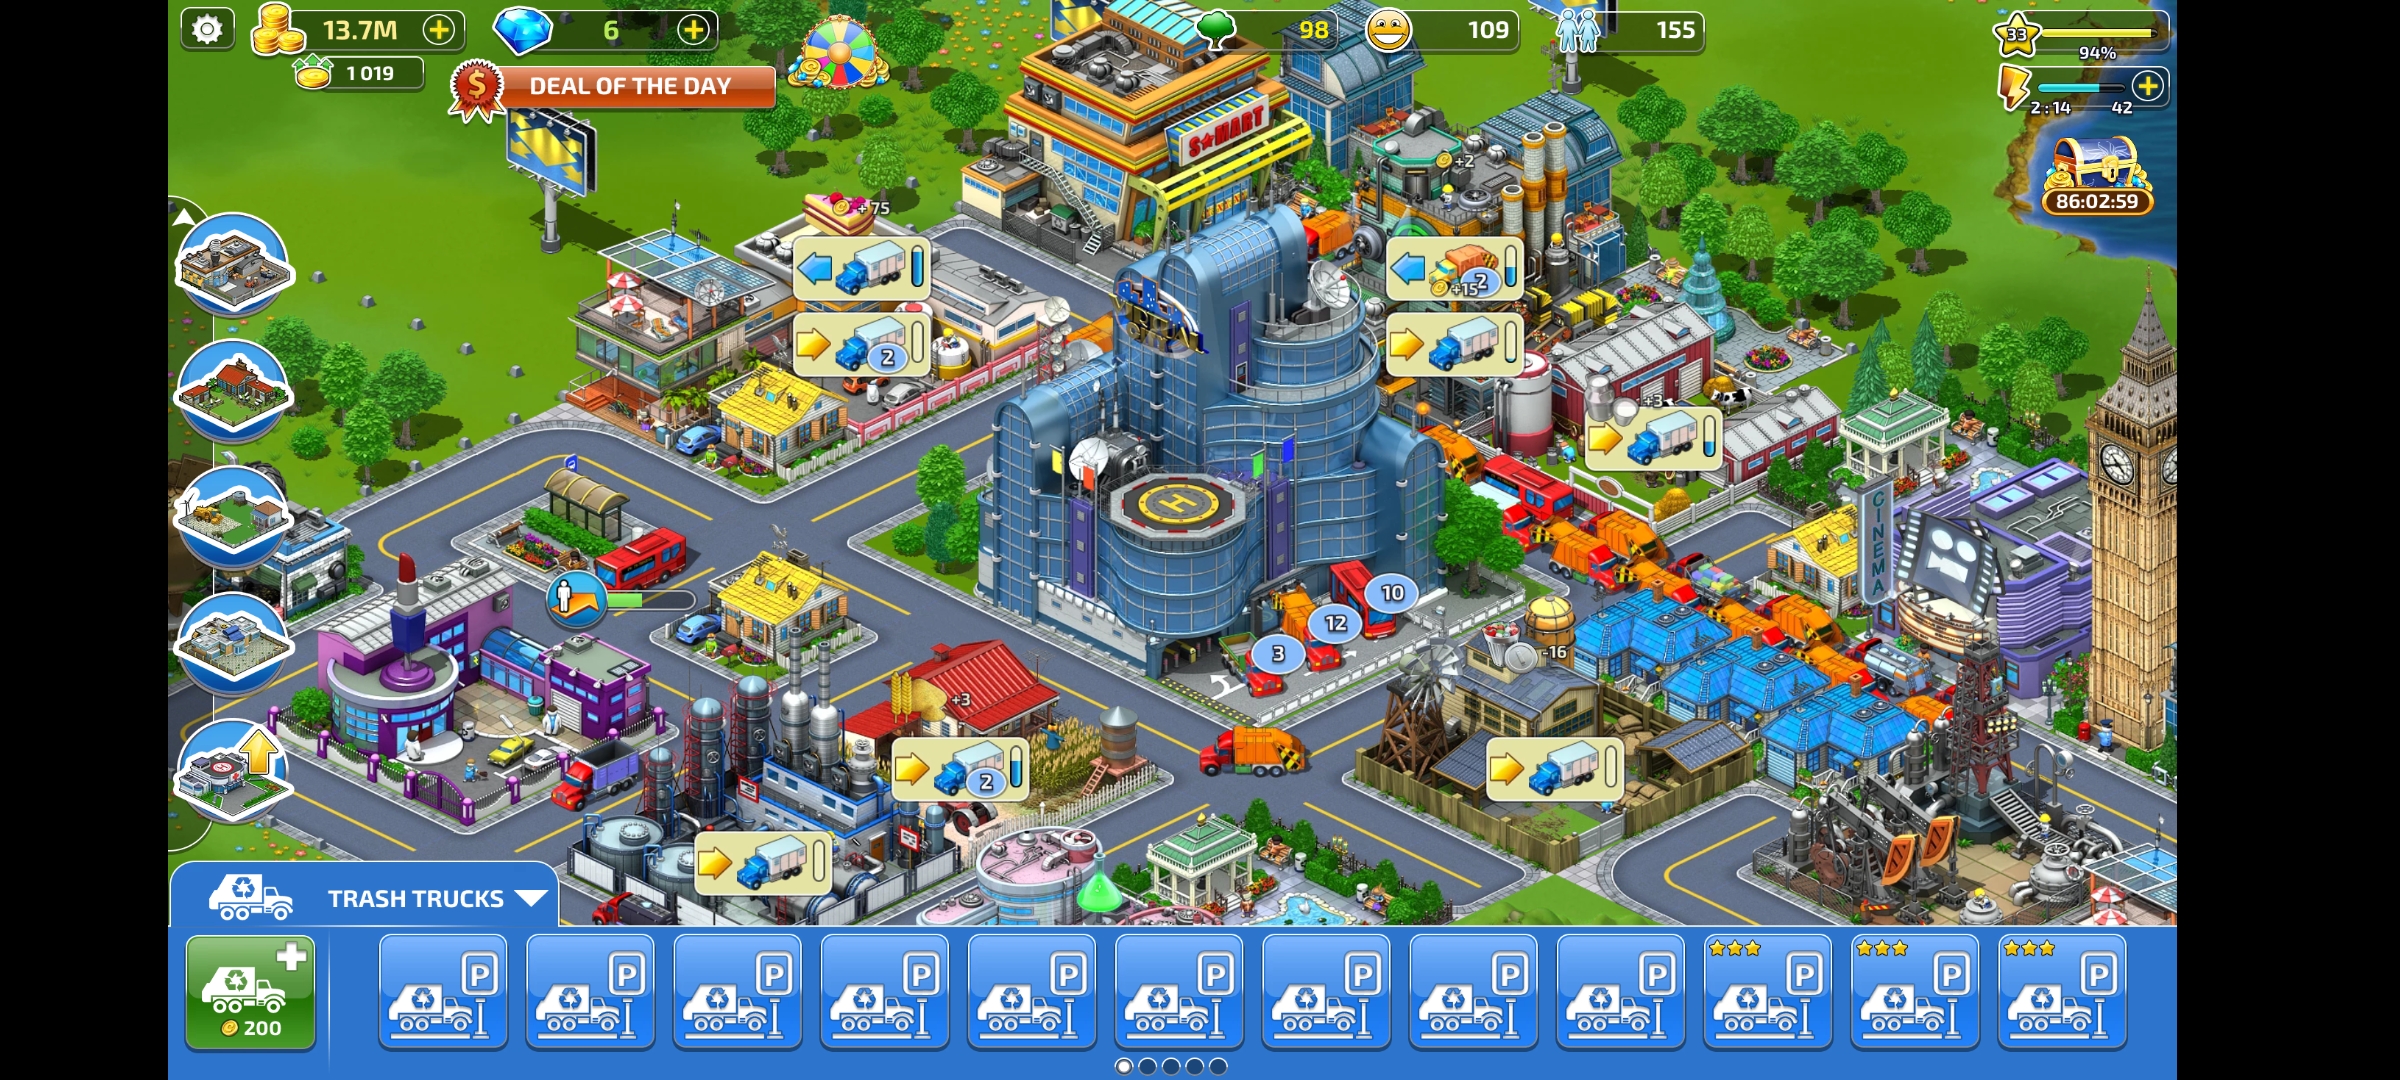 13.7M
6
98
109
155
33
94%
1 019
DEAL OF THE DAY
2:14
42
86:02:59
S★MART
+2
+75
+15
2
2
+3
CINEMA
10
12
3
-16
+3
2
H
TRASH TRUCKS
200
P
P
P
P
P
P
P
P
P
P
P
P